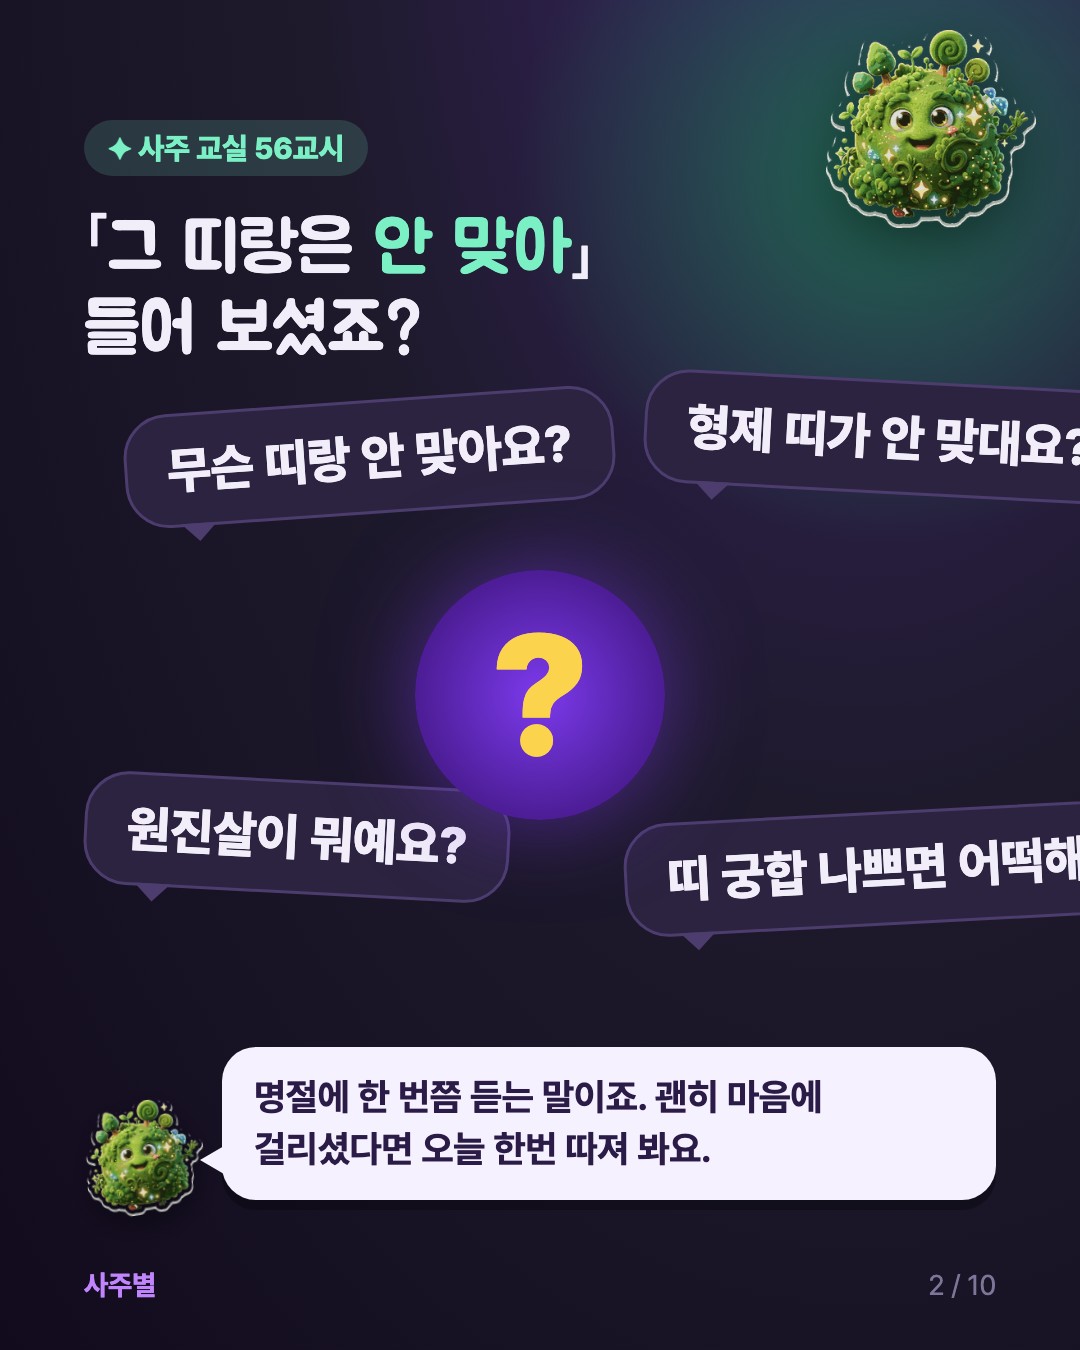 ✦ 사주 교실 56교시
「그 띠랑은 안 맞아」
들어 보셨죠?
무슨 띠랑 안 맞아요?
형제 띠가 안 맞대요?
?
원진살이 뭐예요?
띠 궁합 나쁘면 어떡해
명절에 한 번쯤 듣는 말이죠. 괜히 마음에
걸리셨다면 오늘 한번 따져 봐요.
사주별
2 / 10